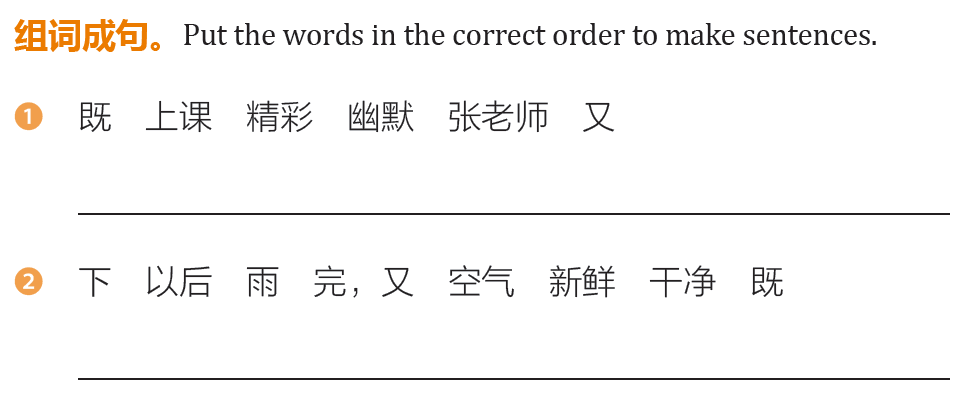 组词成句。Put the words in the correct order to make sentences.
1 既 上课 精彩 幽默 张老师 又
2 下 以后 雨 完，又 空气 新鲜 干净 既